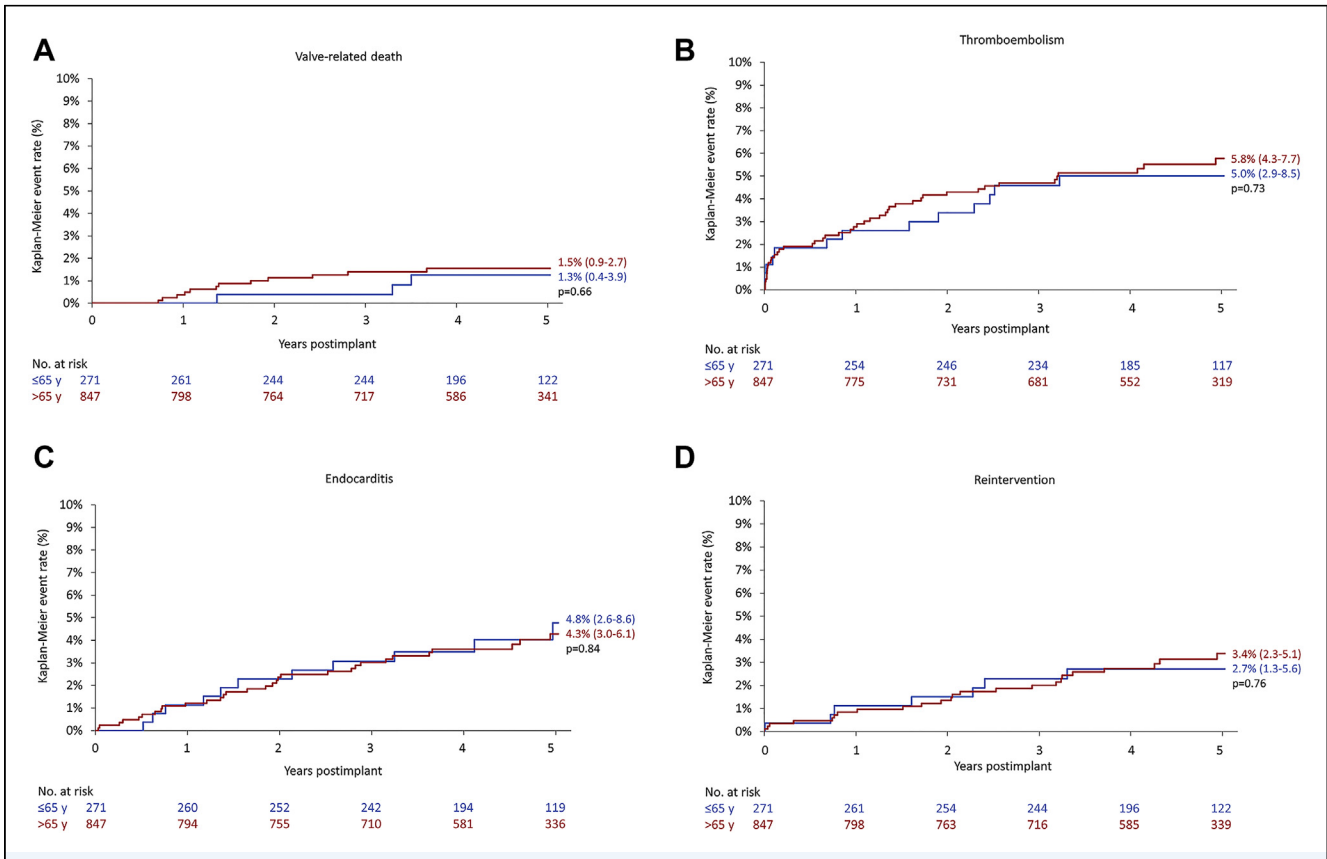 A
Valve-related death
Kaplan-Meier event rate (%)
10%
9%
8%
7%
6%
5%
4%
3%
2%
1%
0%
1.5% (0.9-2.7)
1.3% (0.4-3.9)
p=0.66
0 1 2 3 4 5
Years postimplant
No. at risk
≤65 y 271 261 244 244 196 122
>65 y 847 798 764 717 586 341
B
Thromboembolism
Kaplan-Meier event rate (%)
10%
9%
8%
7%
6%
5%
4%
3%
2%
1%
0%
5.8% (4.3-7.7)
5.0% (2.9-8.5)
p=0.73
0 1 2 3 4 5
Years postimplant
No. at risk
≤65 y 271 254 246 234 185 117
>65 y 847 775 731 681 552 319
C
Endocarditis
Kaplan-Meier event rate (%)
10%
9%
8%
7%
6%
5%
4%
3%
2%
1%
0%
4.8% (2.6-8.6)
4.3% (3.0-6.1)
p=0.84
0 1 2 3 4 5
Years postimplant
No. at risk
≤65 y 271 260 252 242 194 119
>65 y 847 794 755 710 581 336
D
Reintervention
Kaplan-Meier event rate (%)
10%
9%
8%
7%
6%
5%
4%
3%
2%
1%
0%
3.4% (2.3-5.1)
2.7% (1.3-5.6)
p=0.76
0 1 2 3 4 5
Years postimplant
No. at risk
≤65 y 271 261 254 244 196 122
>65 y 847 798 763 716 585 339